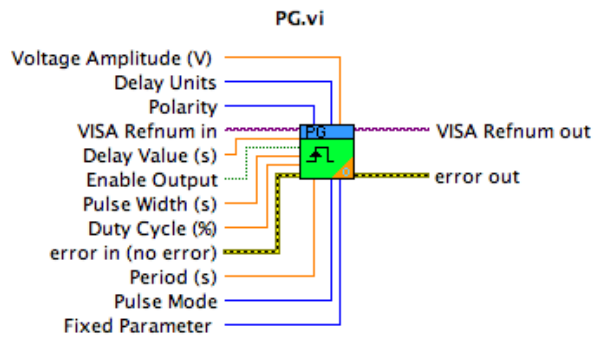 PG.vi
Voltage Amplitude (V)
Delay Units
Polarity
VISA Refnum in
PG
VISA Refnum out
Delay Value (s)
Enable Output
error out
Pulse Width (s)
Duty Cycle (%)
error in (no error)
Period (s)
Pulse Mode
Fixed Parameter